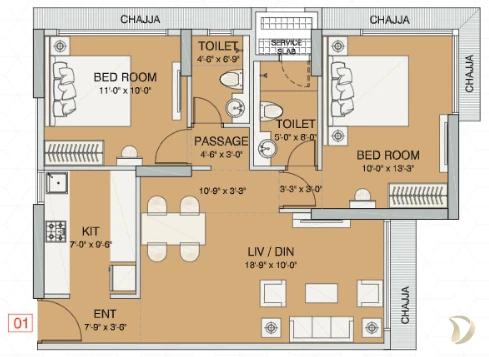 CHAJJA
CHAJJA
TOILET
4'-6" x 6'-9"
SERVICE
SLAB
CHAJJA
BED ROOM
11'-0" x 10'-0"
TOILET
5'-0" x 8'-0"
PASSAGE
4'-6" x 3'-0"
BED ROOM
10'-0" x 13'-3"
10'-9" x 3'-3"
3'-3" x 3'-0"
KIT
7'-0" x 9'-6"
LIV / DIN
18'-9" x 10'-0"
CHAJJA
ENT
7'-9" x 3'-6"
01